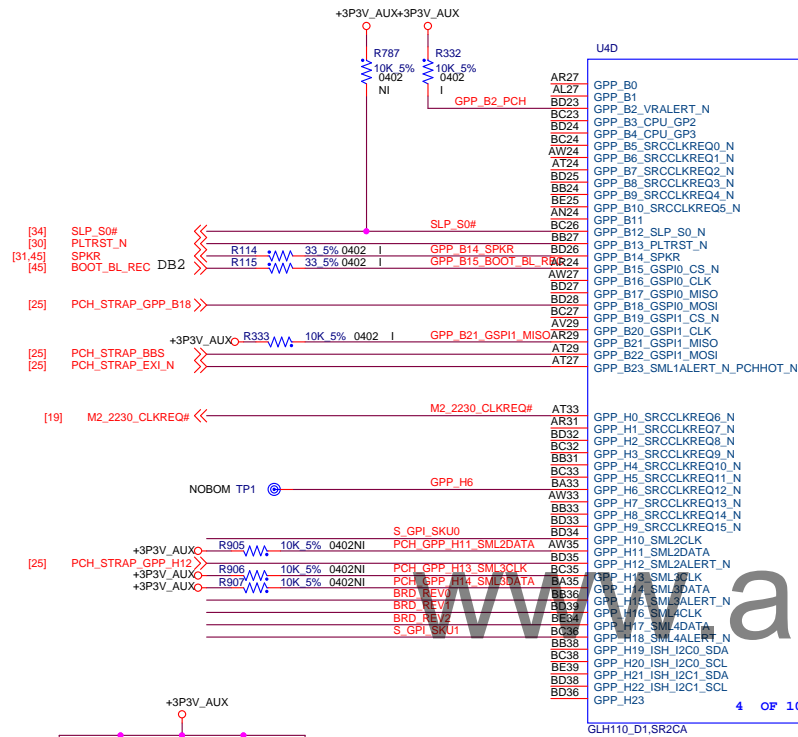 +3P3V_AUX +3P3V_AUX
R787
10K_5%
0402
NI
R332
10K_5%
0402
I
U4D
AR27 GPP_B0
AL27 GPP_B1
GPP_B2_PCH BD23 GPP_B2_VRALERT_N
BC23 GPP_B3_CPU_GP2
BD24 GPP_B4_CPU_GP3
BC24 GPP_B5_SRCCLKREQ0_N
AW24 GPP_B6_SRCCLKREQ1_N
AT24 GPP_B7_SRCCLKREQ2_N
BD25 GPP_B8_SRCCLKREQ3_N
BB24 GPP_B9_SRCCLKREQ4_N
BE25 GPP_B10_SRCCLKREQ5_N
AN24 GPP_B11
[34] SLP_S0# SLP_S0# BC26 GPP_B12_SLP_S0_N
[30] PLTRST_N BB27 GPP_B13_PLTRST_N
[31,45] SPKR R114 33_5% 0402 I GPP_B14_SPKR BD26 GPP_B14_SPKR
[45] BOOT_BL_REC DB2 R115 33_5% 0402 I GPP_B15_BOOT_BL_REC AR24 GPP_B15_GSPI0_CS_N
AW27 GPP_B16_GSPI0_CLK
BD27 GPP_B17_GSPI0_MISO
[25] PCH_STRAP_GPP_B18 BD28 GPP_B18_GSPI0_MOSI
BC27 GPP_B19_GSPI1_CS_N
AV29 GPP_B20_GSPI1_CLK
+3P3V_AUX R333 10K_5% 0402 I GPP_B21_GSPI1_MISO AR29 GPP_B21_GSPI1_MISO
[25] PCH_STRAP_BBS AT29 GPP_B22_GSPI1_MOSI
[25] PCH_STRAP_EXI_N AT27 GPP_B23_SML1ALERT_N_PCHHOT_N
[19] M2_2230_CLKREQ# M2_2230_CLKREQ# AT33 GPP_H0_SRCCLKREQ6_N
AR31 GPP_H1_SRCCLKREQ7_N
BD32 GPP_H2_SRCCLKREQ8_N
BC32 GPP_H3_SRCCLKREQ9_N
BB31 GPP_H4_SRCCLKREQ10_N
BC33 GPP_H5_SRCCLKREQ11_N
NOBOM TP1 GPP_H6 BA33 GPP_H6_SRCCLKREQ12_N
AW33 GPP_H7_SRCCLKREQ13_N
BB33 GPP_H8_SRCCLKREQ14_N
BD33 GPP_H9_SRCCLKREQ15_N
S_GPI_SKU0 BD34 GPP_H10_SML2CLK
+3P3V_AUX R905 10K_5% 0402NI PCH_GPP_H11_SML2DATA AW35 GPP_H11_SML2DATA
[25] PCH_STRAP_GPP_H12 BD35 GPP_H12_SML2ALERT_N
+3P3V_AUX R906 10K_5% 0402NI PCH_GPP_H13_SML3CLK BC35 GPP_H13_SML3CLK
+3P3V_AUX R907 10K_5% 0402NI PCH_GPP_H14_SML3DATA BA35 GPP_H14_SML3DATA
BRD_REV0 BB36 GPP_H15_SML3ALERT_N
BRD_REV1 BD39 GPP_H16_SML4CLK
BRD_REV2 BE34 GPP_H17_SML4DATA
S_GPI_SKU1 BC36 GPP_H18_SML4ALERT_N
BB38 GPP_H19_ISH_I2C0_SDA
BC38 GPP_H20_ISH_I2C0_SCL
BE39 GPP_H21_ISH_I2C1_SDA
BD38 GPP_H22_ISH_I2C1_SCL
BD36 GPP_H23
www.a
4 OF 10
GLH110_D1,SR2CA
+3P3V_AUX